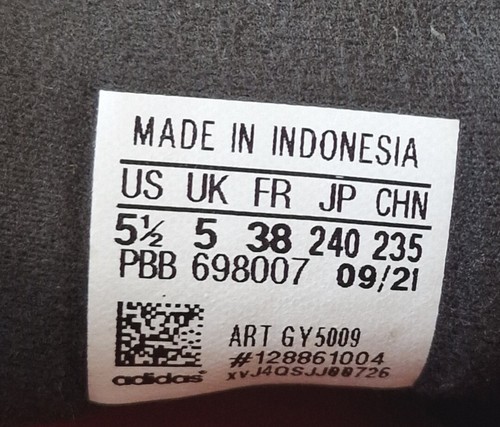 MADE IN INDONESIA
US UK FR JP CHN
5½ 5 38 240 235
PBB 698007 09/21
ART GY5009
#128861004
adidas